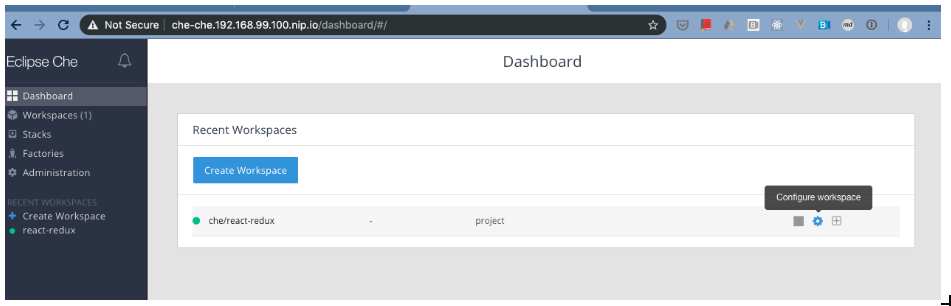 Not Secure | che-che.192.168.99.100.nip.io/dashboard/#/
Eclipse Che
Dashboard
Dashboard
Workspaces (1)
Stacks
Factories
Administration
RECENT WORKSPACES
Create Workspace
react-redux
Recent Workspaces
Create Workspace
Configure workspace
che/react-redux - project